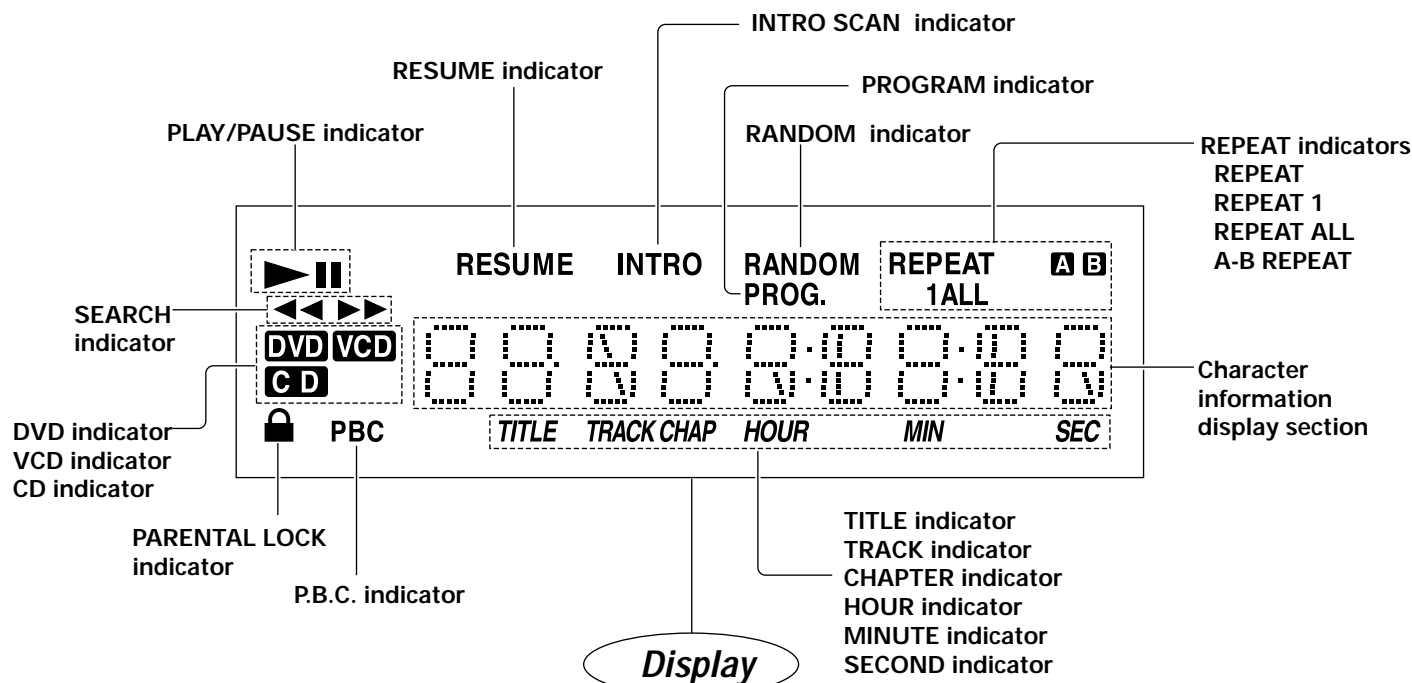 INTRO SCAN indicator
RESUME indicator
PROGRAM indicator
PLAY/PAUSE indicator
RANDOM indicator
REPEAT indicators
REPEAT
REPEAT 1
REPEAT ALL
A-B REPEAT
RESUME INTRO RANDOM REPEAT A B
PROG. 1ALL
SEARCH
indicator
DVD VCD
CD
Character
information
display section
PBC TITLE TRACK CHAP HOUR MIN SEC
DVD indicator
VCD indicator
CD indicator
PARENTAL LOCK
indicator
P.B.C. indicator
TITLE indicator
TRACK indicator
CHAPTER indicator
HOUR indicator
MINUTE indicator
SECOND indicator
Display